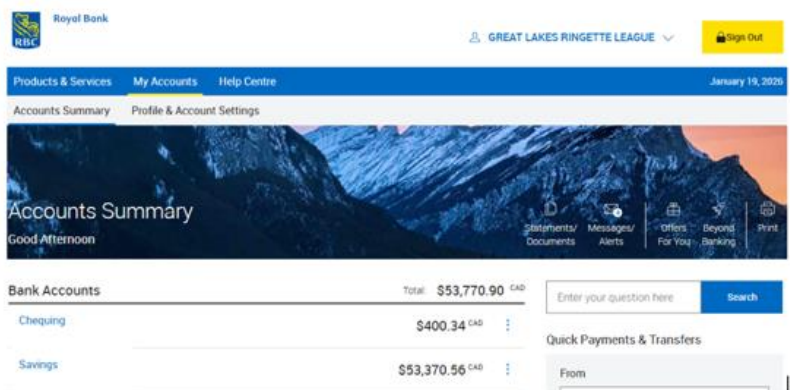 Royal Bank
RBC
GREAT LAKES RINGETTE LEAGUE
Sign Out
Products & Services My Accounts Help Centre January 19, 2026
Accounts Summary Profile & Account Settings
Accounts Summary
Good Afternoon
Statements/ Documents
Messages/ Alerts
Offers For You
Beyond Banking
Print
Bank Accounts Total: $53,770.90 CAD
Chequing $400.34 CAD
Savings $53,370.56 CAD
Enter your question here Search
Quick Payments & Transfers
From